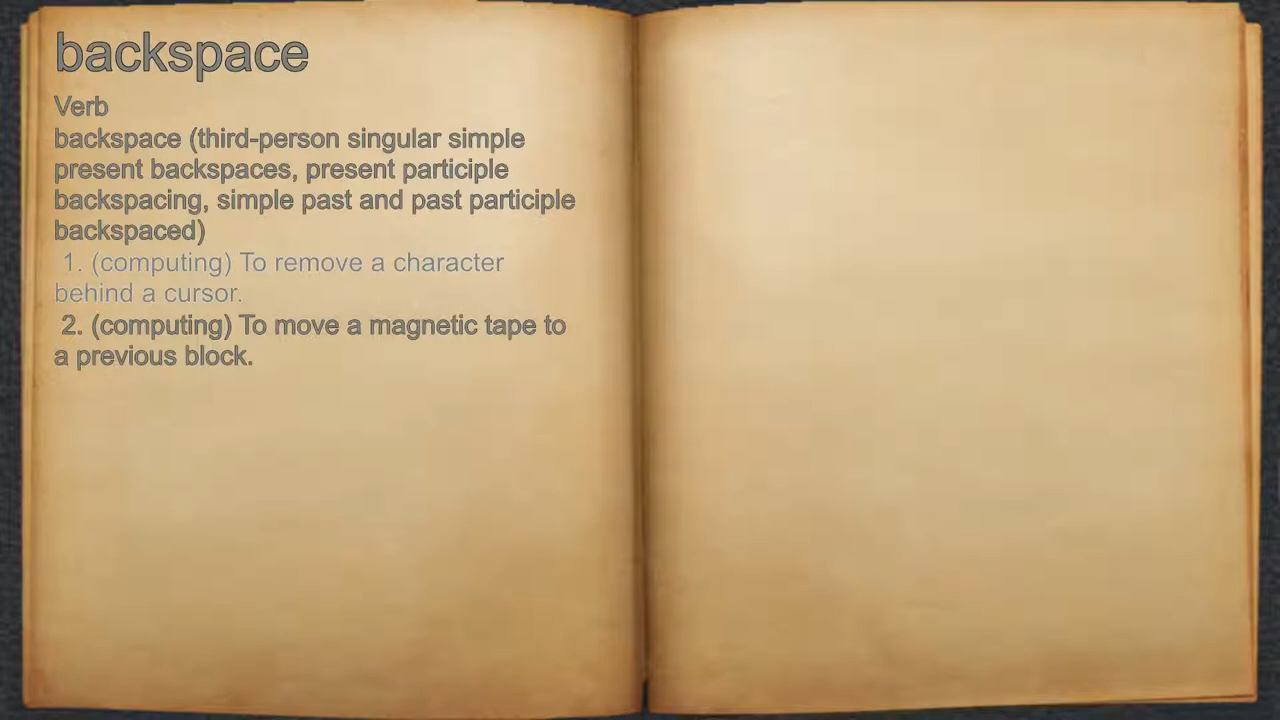 backspace
Verb
backspace (third-person singular simple
present backspaces, present participle
backspacing, simple past and past participle
backspaced)
1. (computing) To remove a character
behind a cursor.
2. (computing) To move a magnetic tape to
a previous block.